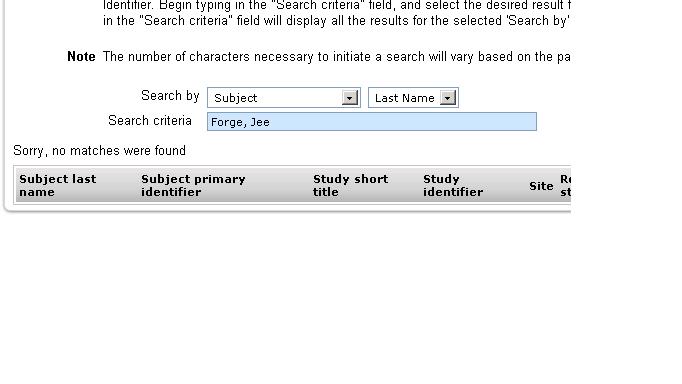 Identifier. Begin typing in the "Search criteria" field, and select the desired result f
in the "Search criteria" field will display all the results for the selected 'Search by'
Note The number of characters necessary to initiate a search will vary based on the pa
Search by Subject Last Name
Search criteria Forge, Jee
Sorry, no matches were found
Subject last name Subject primary identifier Study short title Study identifier Site